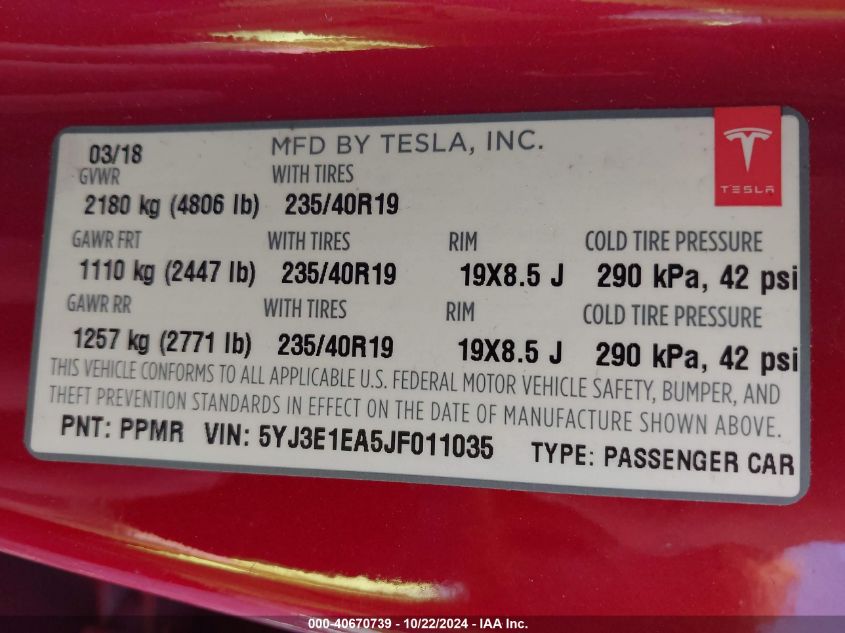 03/18 MFD BY TESLA, INC.
TESLA
GVWR WITH TIRES
2180 kg (4806 lb) 235/40R19
GAWR FRT WITH TIRES RIM COLD TIRE PRESSURE
1110 kg (2447 lb) 235/40R19 19X8.5 J 290 kPa, 42 psi
GAWR RR WITH TIRES RIM COLD TIRE PRESSURE
1257 kg (2771 lb) 235/40R19 19X8.5 J 290 kPa, 42 psi
THIS VEHICLE CONFORMS TO ALL APPLICABLE U.S. FEDERAL MOTOR VEHICLE SAFETY, BUMPER, AND
THEFT PREVENTION STANDARDS IN EFFECT ON THE DATE OF MANUFACTURE SHOWN ABOVE.
PNT: PPMR VIN: 5YJ3E1EA5JF011035 TYPE: PASSENGER CAR
000-40670739 - 10/22/2024 - IAA Inc.